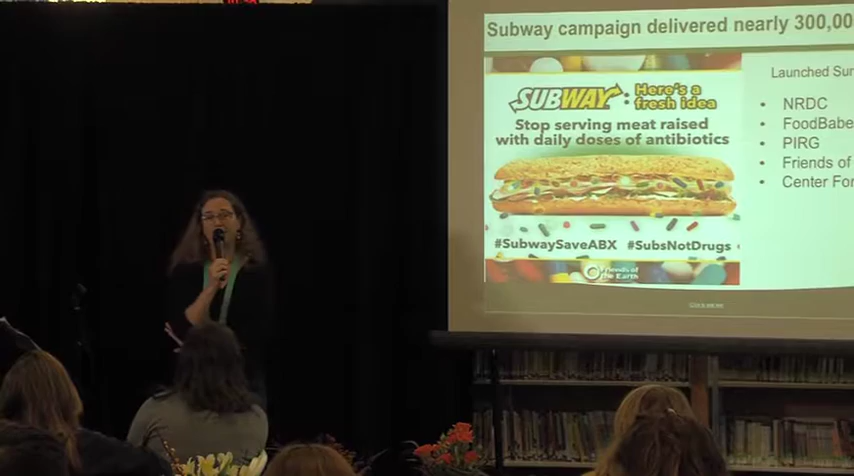 Subway campaign delivered nearly 300,00
Launched Su
SUBWAY: Here's a
fresh idea
Stop serving meat raised
with daily doses of antibiotics
#SubwaySaveABX #SubsNotDrugs
Friends of
the Earth
• NRDC
• FoodBabe
• PIRG
• Friends of
• Center For